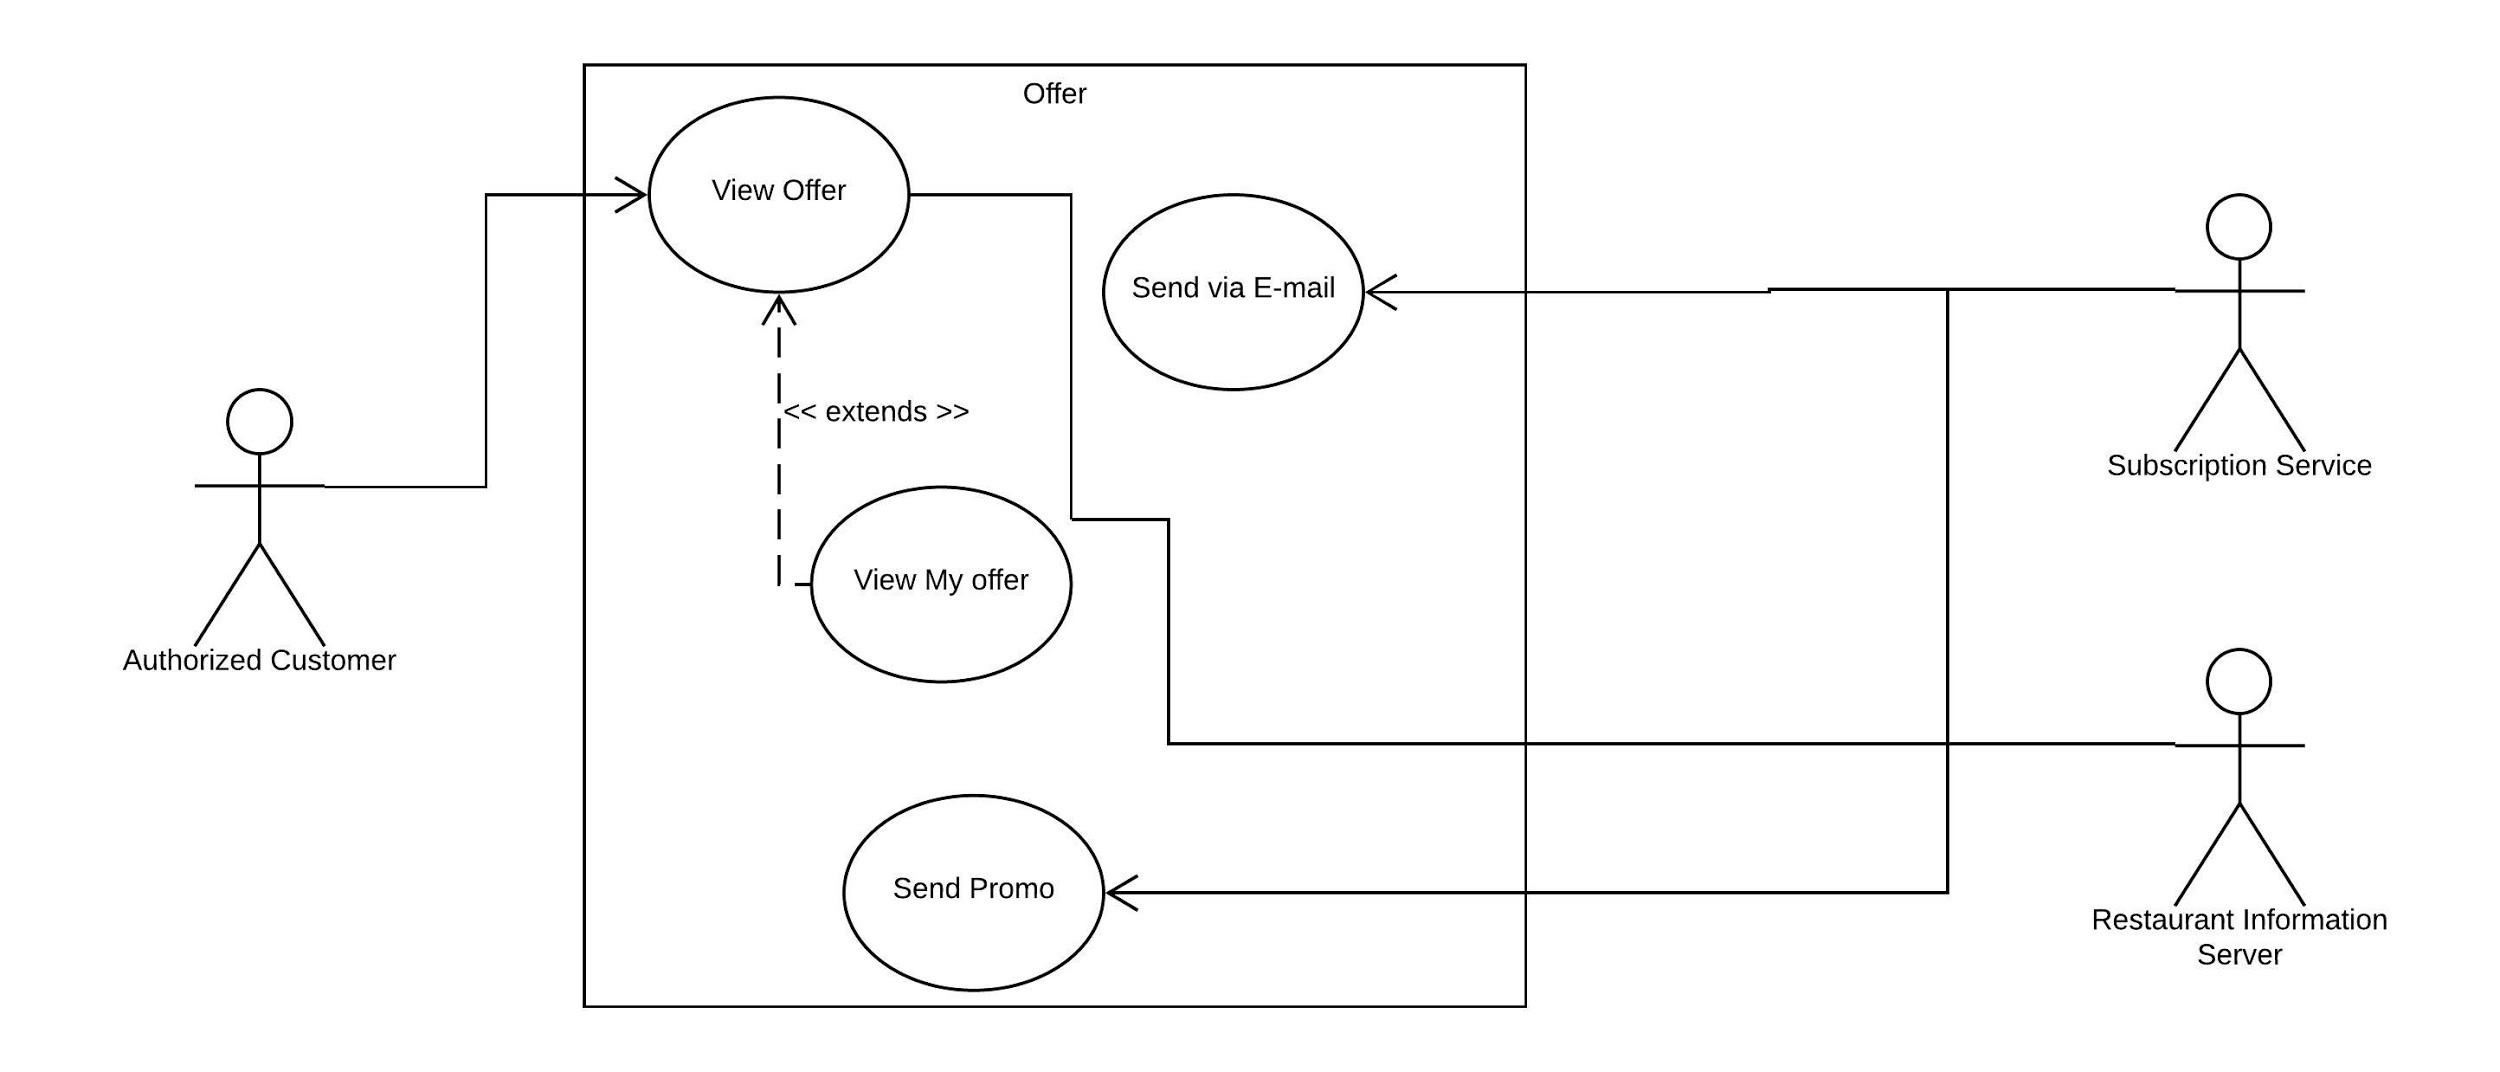 Offer
View Offer
Send via E-mail
<< extends >>
Subscription Service
View My offer
Authorized Customer
Send Promo
Restaurant Information
Server